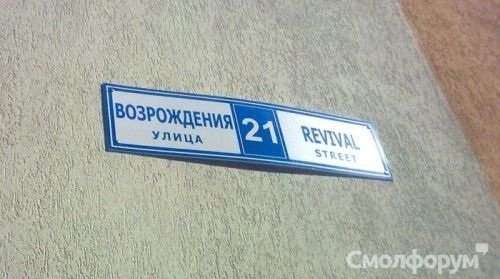 ВОЗРОЖДЕНИЯ
УЛИЦА
21
REVIVAL
STREET
Смолфорум